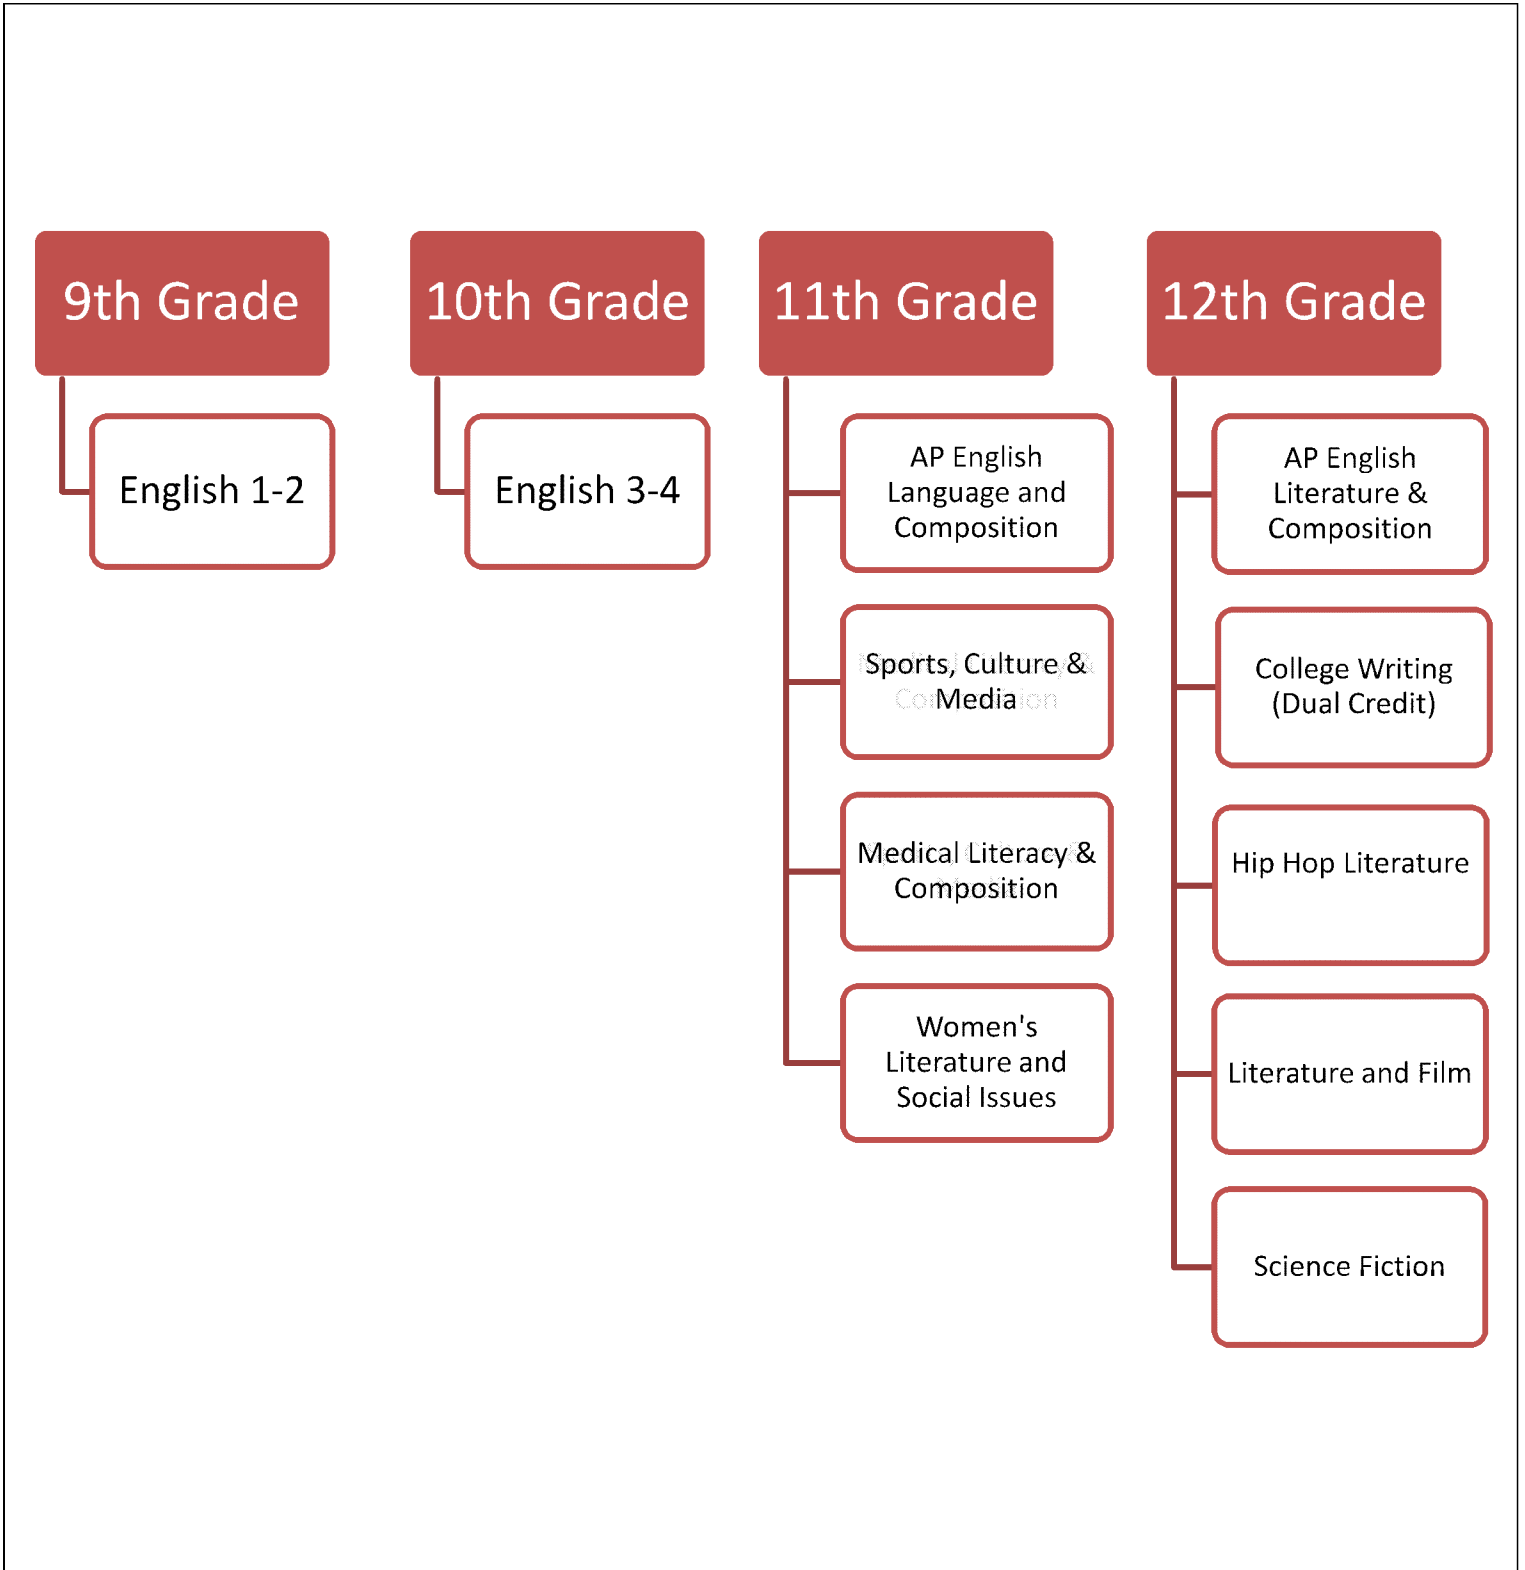 9th Grade
English 1-2
10th Grade
English 3-4
11th Grade
AP English
Language and
Composition
Sports, Culture &
Media
Medical Literacy &
Composition
Women's
Literature and
Social Issues
12th Grade
AP English
Literature &
Composition
College Writing
(Dual Credit)
Hip Hop Literature
Literature and Film
Science Fiction